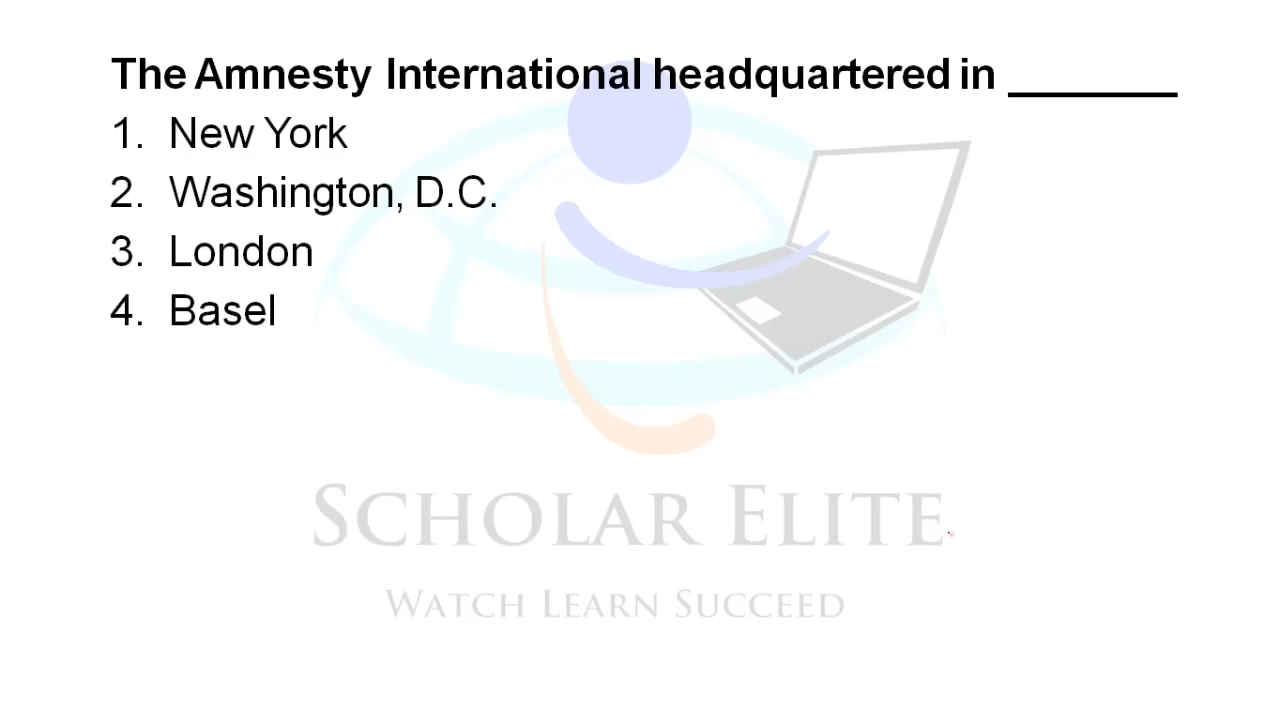 The Amnesty International headquartered in ________
1. New York
2. Washington, D.C.
3. London
4. Basel
SCHOLAR ELITE
WATCH LEARN SUCCEED